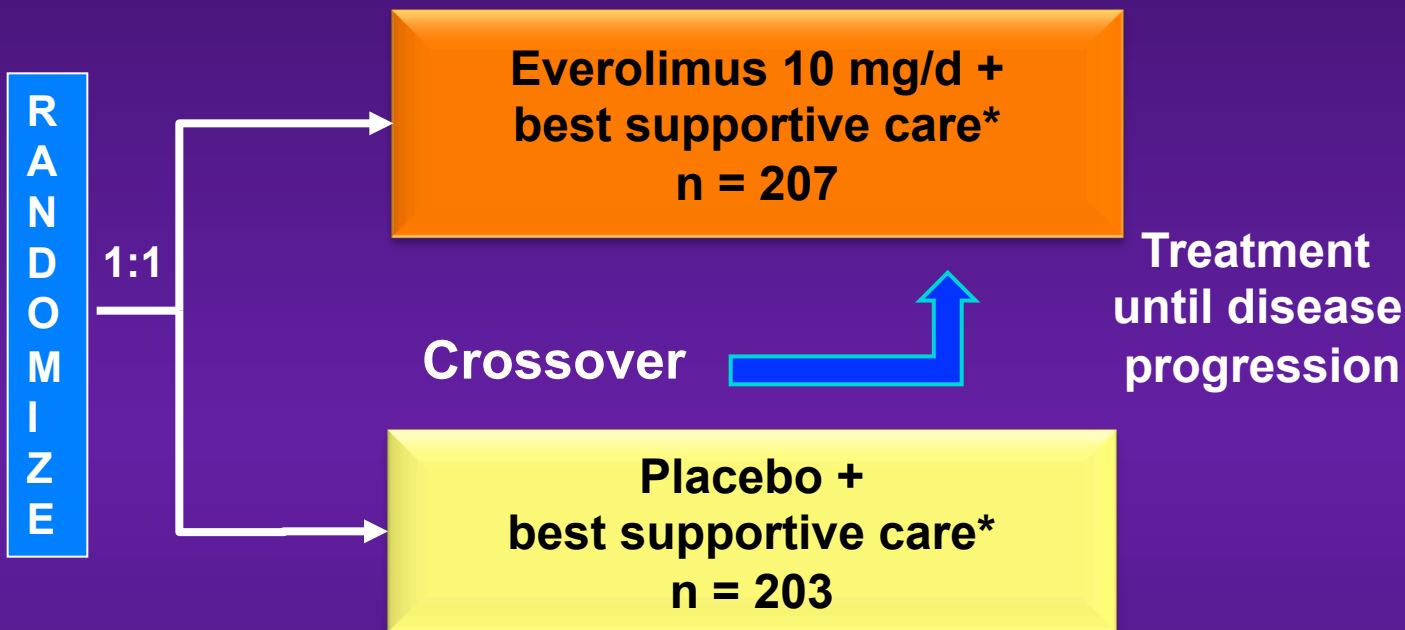 RANDOMIZE
1:1
Everolimus 10 mg/d +
best supportive care*
n = 207
Crossover
Treatment
until disease
progression
Placebo +
best supportive care*
n = 203